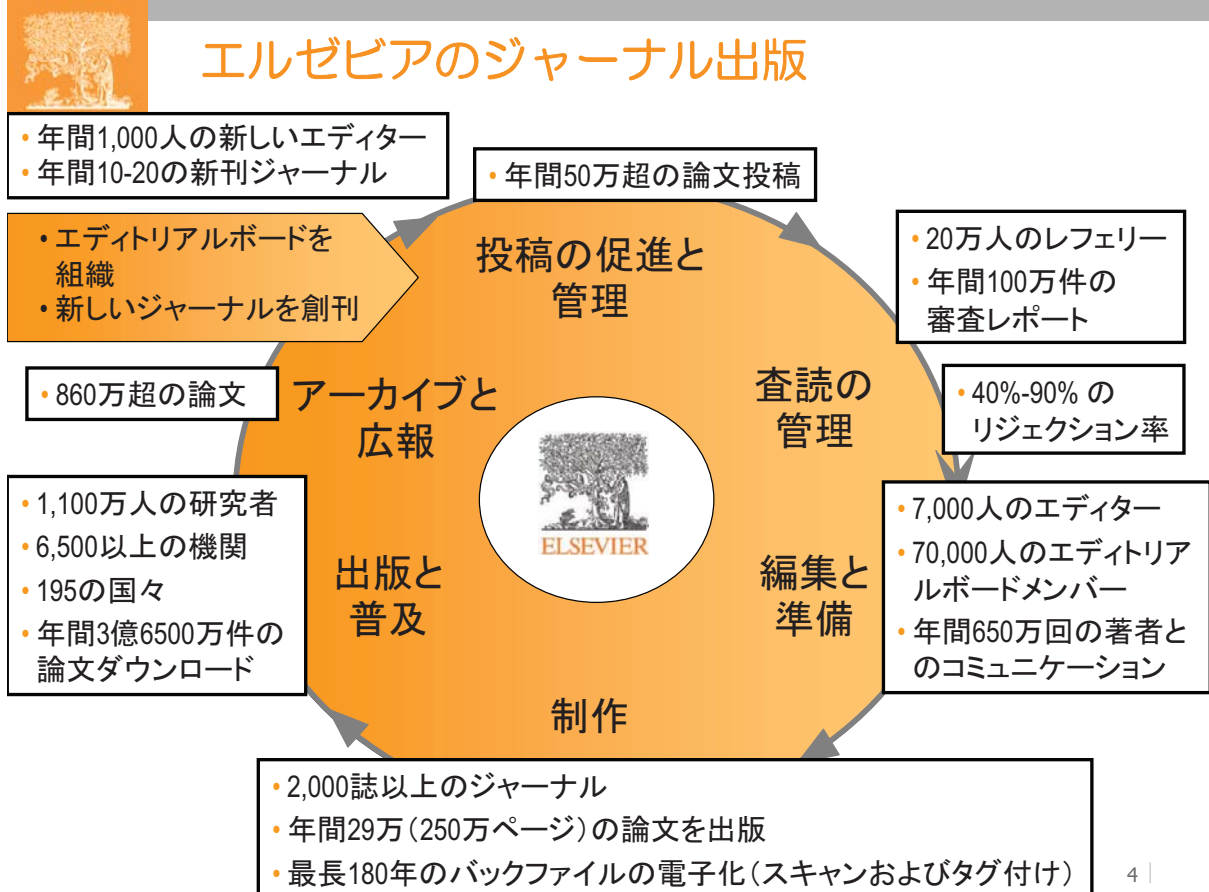 エルゼビアのジャーナル出版
• 年間1,000人の新しいエディター
• 年間10-20の新刊ジャーナル
• 年間50万超の論文投稿
• エディトリアルボードを
組織
• 新しいジャーナルを創刊
投稿の促進と
管理
• 20万人のレフェリー
• 年間100万件の
審査レポート
• 860万超の論文
アーカイブと
広報
査読の
管理
• 40%-90% の
リジェクション率
• 1,100万人の研究者
• 6,500以上の機関
• 195の国々
• 年間3億6500万件の
論文ダウンロード
出版と
普及
ELSEVIER
編集と
準備
• 7,000人のエディター
• 70,000人のエディトリア
ルボードメンバー
• 年間650万回の著者と
のコミュニケーション
制作
• 2,000誌以上のジャーナル
• 年間29万(250万ページ)の論文を出版
• 最長180年のバックファイルの電子化(スキャンおよびタグ付け)
4